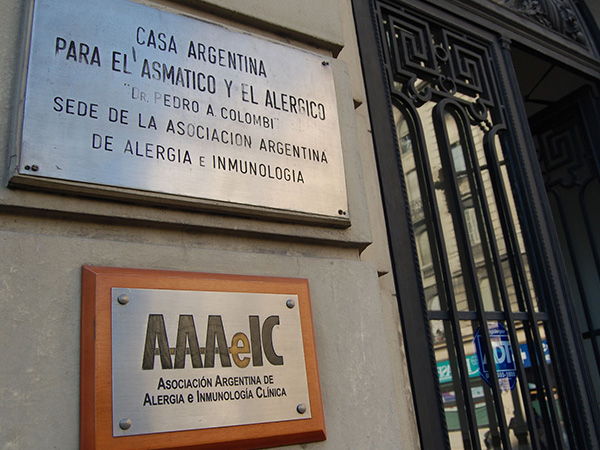 CASA ARGENTINA
PARA EL ASMATICO Y EL ALERGICO
"DR. PEDRO A. COLOMBI"
SEDE DE LA ASOCIACION ARGENTINA
DE ALERGIA e INMUNOLOGIA
AAAeIC
ASOCIACIÓN ARGENTINA DE
ALERGIA E INMUNOLOGÍA CLÍNICA
ADT